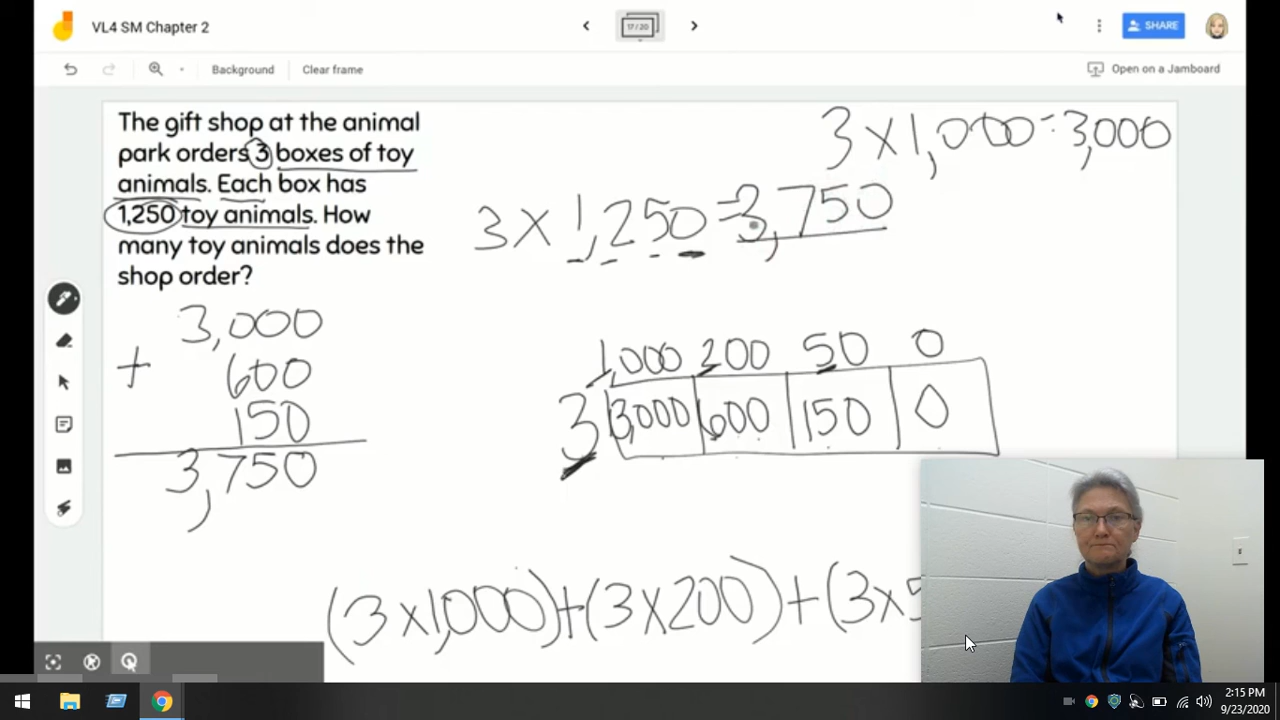 VL4 SM Chapter 2
17/20
SHARE
Background
Clear frame
Open on a Jamboard
The gift shop at the animal
park orders 3 boxes of toy
animals. Each box has
1,250 toy animals. How
many toy animals does the
shop order?
3 x 1,000 = 3,000
3 x 1,250 = 3,750
3,000
+ 600
150
3,750
1,000 200 50 0
3 3,000 600 150 0
(3 x 1,000) + (3 x 200) + (3 x 5
2:15 PM
9/23/2020